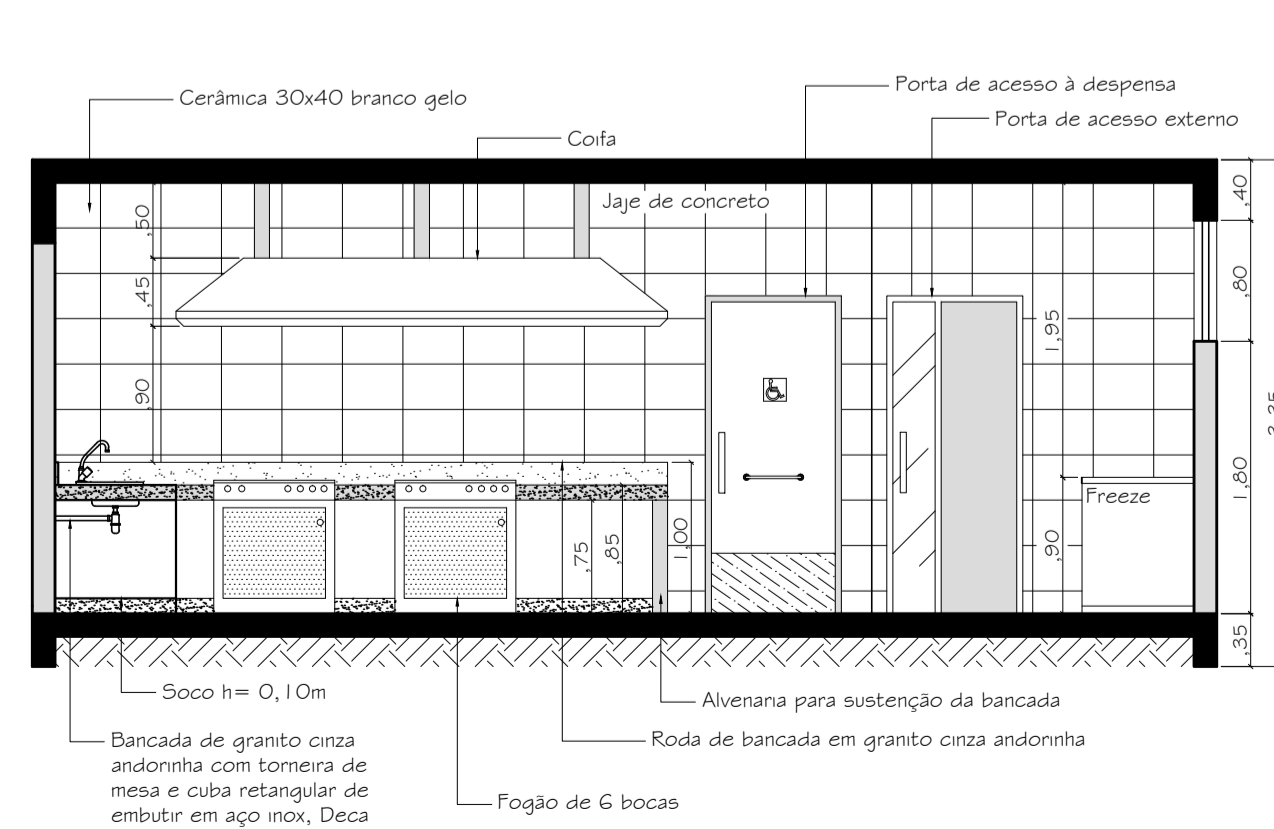 Porta de acesso à despensa
Cerâmica 30x40 branco gelo
Porta de acesso externo
Coifa
Jaje de concreto
,50
,45
,90
,40
,80
1,95
1,80
Freeze
,75
,85
1,00
,90
,35
Soco h= 0,10m
Alvenaria para sustenção da bancada
Roda de bancada em granito cinza andorinha
Bancada de granito cinza
andorinha com torneira de
mesa e cuba retangular de
embutir em aço inox, Deca
Fogão de 6 bocas